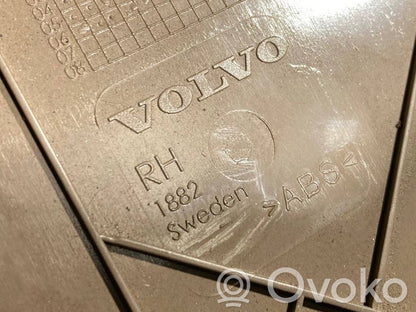 VOLVO
RH
1882
Sweden
>ABS<
Ovoko